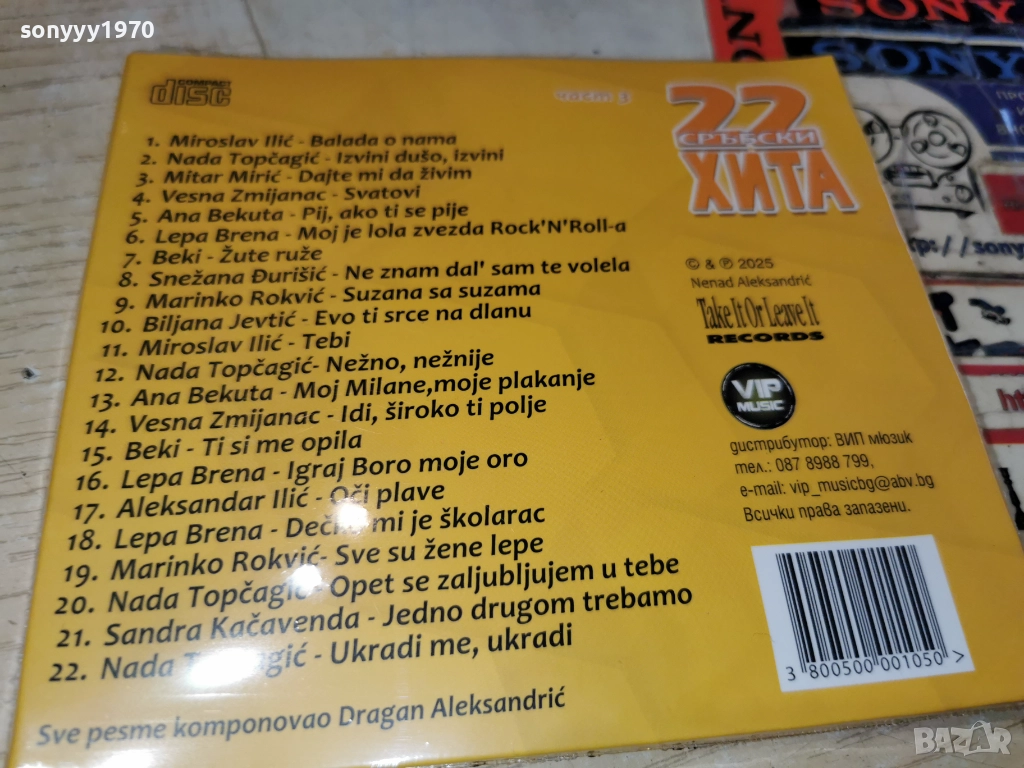 sonyyy1970
SONY
SONY
SONY
COMPACT
disc
част 3
22
СРЪБСКИ
ХИТА
1. Miroslav Ilić - Balada o nama
2. Nada Topčagić - Izvini dušo, izvini
3. Mitar Mirić - Dajte mi da živim
4. Vesna Zmijanac - Svatovi
5. Ana Bekuta - Pij, ako ti se pije
6. Lepa Brena - Moj je lola zvezda Rock'N'Roll-a
7. Beki - Žute ruže
8. Snežana Đurišić - Ne znam dal' sam te volela
9. Marinko Rokvić - Suzana sa suzama
10. Biljana Jevtić - Evo ti srce na dlanu
11. Miroslav Ilić - Tebi
12. Nada Topčagić- Nežno, nežnije
13. Ana Bekuta - Moj Milane,moje plakanje
14. Vesna Zmijanac - Idi, široko ti polje
15. Beki - Ti si me opila
16. Lepa Brena - Igraj Boro moje oro
17. Aleksandar Ilić - Oči plave
18. Lepa Brena - Dečko mi je školarac
19. Marinko Rokvić- Sve su žene lepe
20. Nada Topčagić - Opet se zaljubljujem u tebe
21. Sandra Kačavenda - Jedno drugom trebamo
22. Nada Topčagić - Ukradi me, ukradi
Sve pesme komponovao Dragan Aleksandrić
© & ℗ 2025
Nenad Aleksandrić
Take It Or Leave It
RECORDS
VIP
MUSIC
дистрибутор: ВИП мюзик
тел.: 087 8988 799,
e-mail: vip_musicbg@abv.bg
Всички права запазени.
3 800500 001050 >
BAZAR